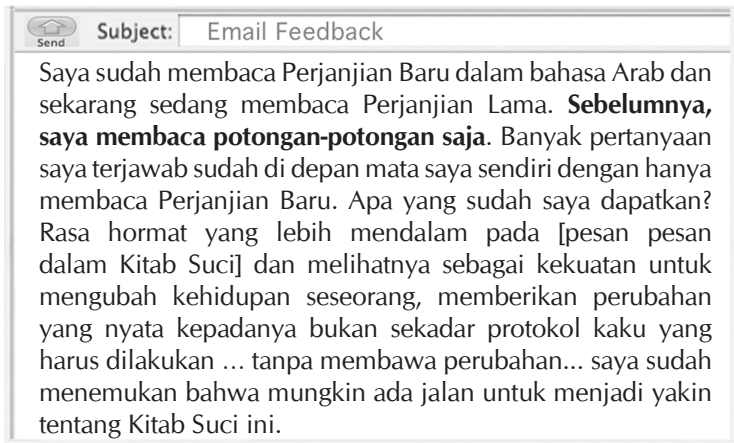 Send Subject: Email Feedback
Saya sudah membaca Perjanjian Baru dalam bahasa Arab dan
sekarang sedang membaca Perjanjian Lama. Sebelumnya,
saya membaca potongan-potongan saja. Banyak pertanyaan
saya terjawab sudah di depan mata saya sendiri dengan hanya
membaca Perjanjian Baru. Apa yang sudah saya dapatkan?
Rasa hormat yang lebih mendalam pada [pesan pesan
dalam Kitab Suci] dan melihatnya sebagai kekuatan untuk
mengubah kehidupan seseorang, memberikan perubahan
yang nyata kepadanya bukan sekadar protokol kaku yang
harus dilakukan … tanpa membawa perubahan... saya sudah
menemukan bahwa mungkin ada jalan untuk menjadi yakin
tentang Kitab Suci ini.